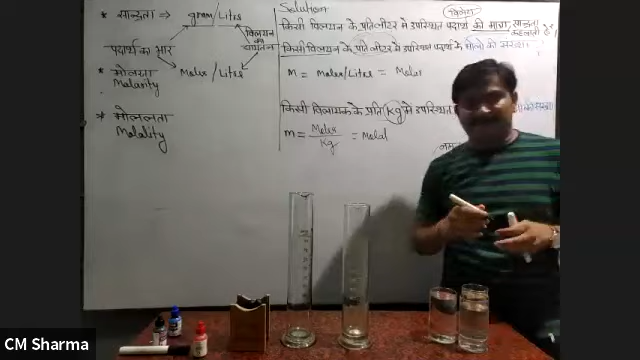 * सान्द्रता ⇒ gram/Liter
पदार्थ का भार
विलयन का आयतन
* मोलरता Moles/Liter
Malarity
* मोललता
Molality
Solution
किसी विलयन के प्रति लीटर में उपस्थित पदार्थ की मात्रा सान्द्रता कहलाती है
किसी विलयन के प्रति लीटर में उपस्थित पदार्थ के मोलों की संख्या
m = Moles/Liter = Molar
किसी विलायक के प्रति Kg में उपस्थित
m = Moles/Kg = Molal
CM Sharma